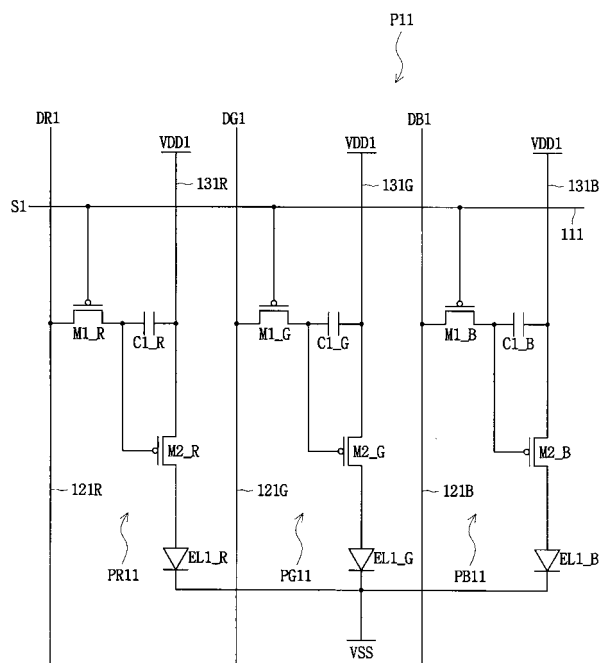 P11
DR1 DG1 DB1
VDD1 VDD1 VDD1
131R 131G 131B
S1
111
M1_R C1_R M1_G C1_G M1_B C1_B
M2_R M2_G M2_B
121R 121G 121B
EL1_R EL1_G EL1_B
PR11 PG11 PB11
VSS